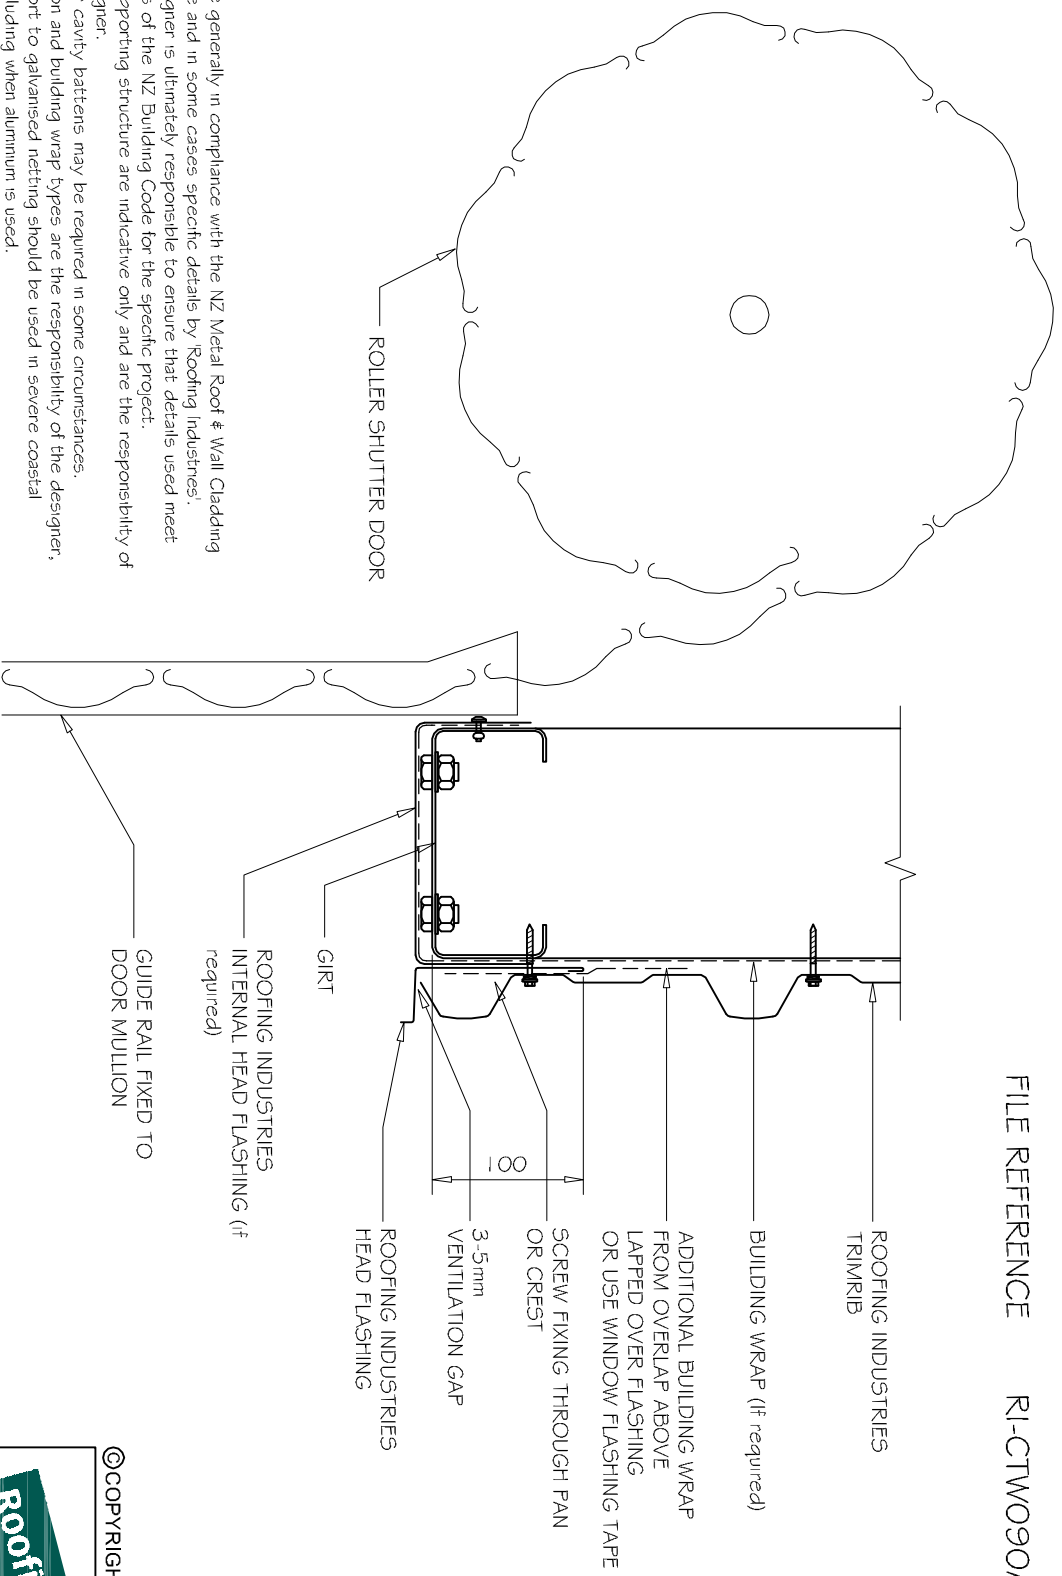 FILE REFERENCE RI-CTW090
ROOFING INDUSTRIES
TRIMRIB
BUILDING WRAP (If required)
ADDITIONAL BUILDING WRAP
FROM OVERLAP ABOVE
LAPPED OVER FLASHING
OR USE WINDOW FLASHING TAPE
SCREW FIXING THROUGH PAN
OR CREST
100
3-5mm
VENTILATION GAP
ROOFING INDUSTRIES
HEAD FLASHING
ROLLER SHUTTER DOOR
GIRT
ROOFING INDUSTRIES
INTERNAL HEAD FLASHING (if
required)
GUIDE RAIL FIXED TO
DOOR MULLION
generally in compliance with the NZ Metal Roof & Wall Cladding
and in some cases specific details by 'Roofing Industries'.
is ultimately responsible to ensure that details used meet
of the NZ Building Code for the specific project.
structure are indicative only and are the responsibility of
cavity battens may be required in some circumstances.
and building wrap types are the responsibility of the designer,
to galvanised netting should be used in severe coastal
when aluminium is used.
©COPYRIGH
Roofi